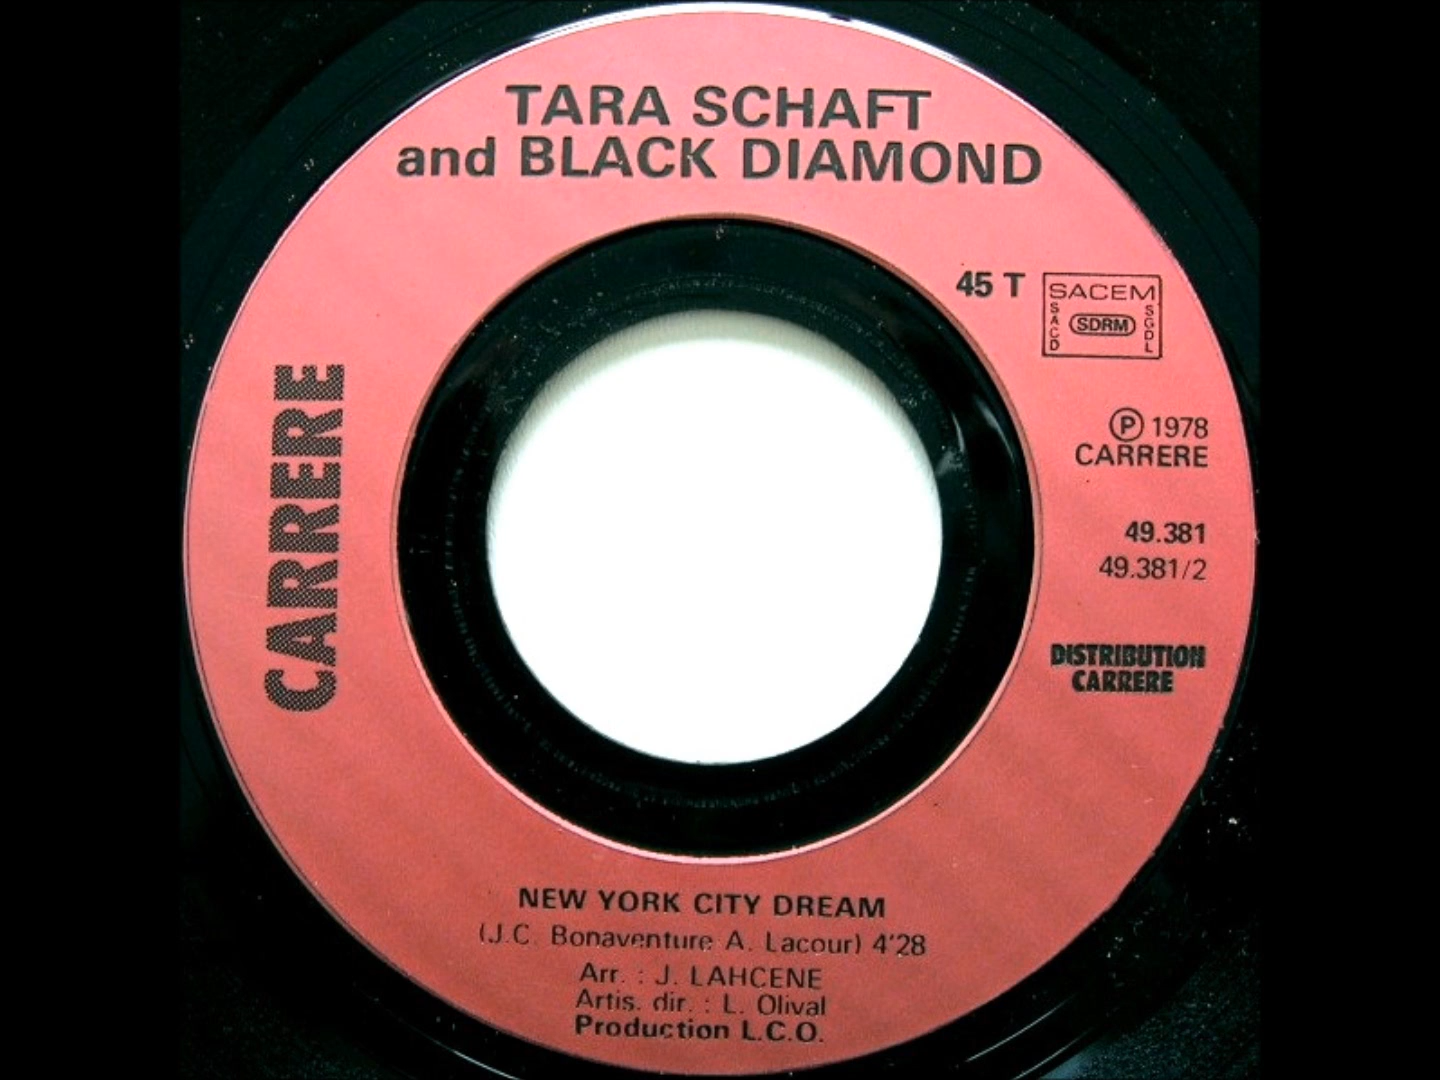 TARA SCHAFT
and BLACK DIAMOND
45 T
SACEM
SACD
SDRM
SGDL
CARRERE
Ⓟ 1978
CARRERE
49.381
49.381/2
DISTRIBUTION
CARRERE
NEW YORK CITY DREAM
(J.C. Bonaventure A. Lacour) 4'28
Arr. : J. LAHCENE
Artis. dir. : L. Olival
Production L.C.O.